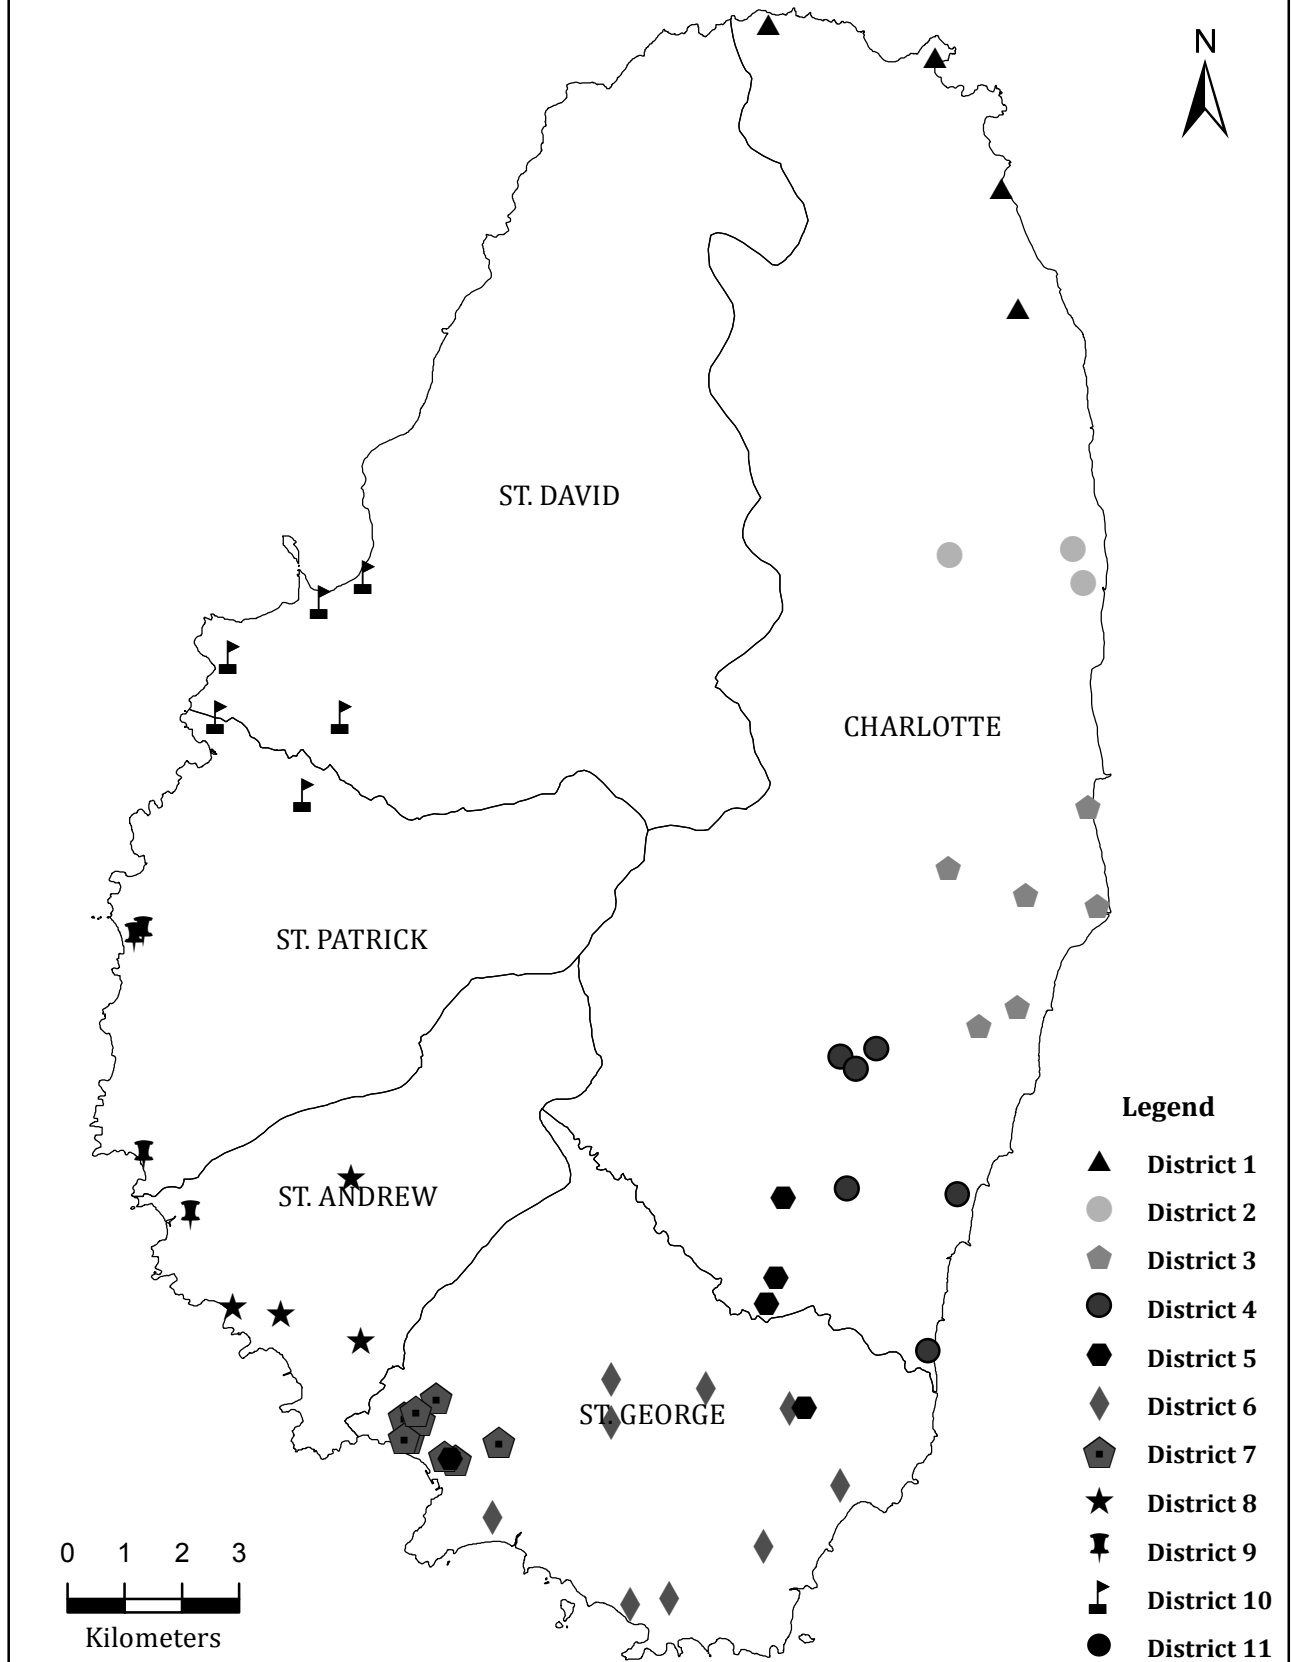 N
ST. DAVID
CHARLOTTE
ST. PATRICK
ST. ANDREW
ST. GEORGE
Legend
District 1
District 2
District 3
District 4
District 5
District 6
District 7
District 8
District 9
District 10
District 11
0 1 2 3
Kilometers